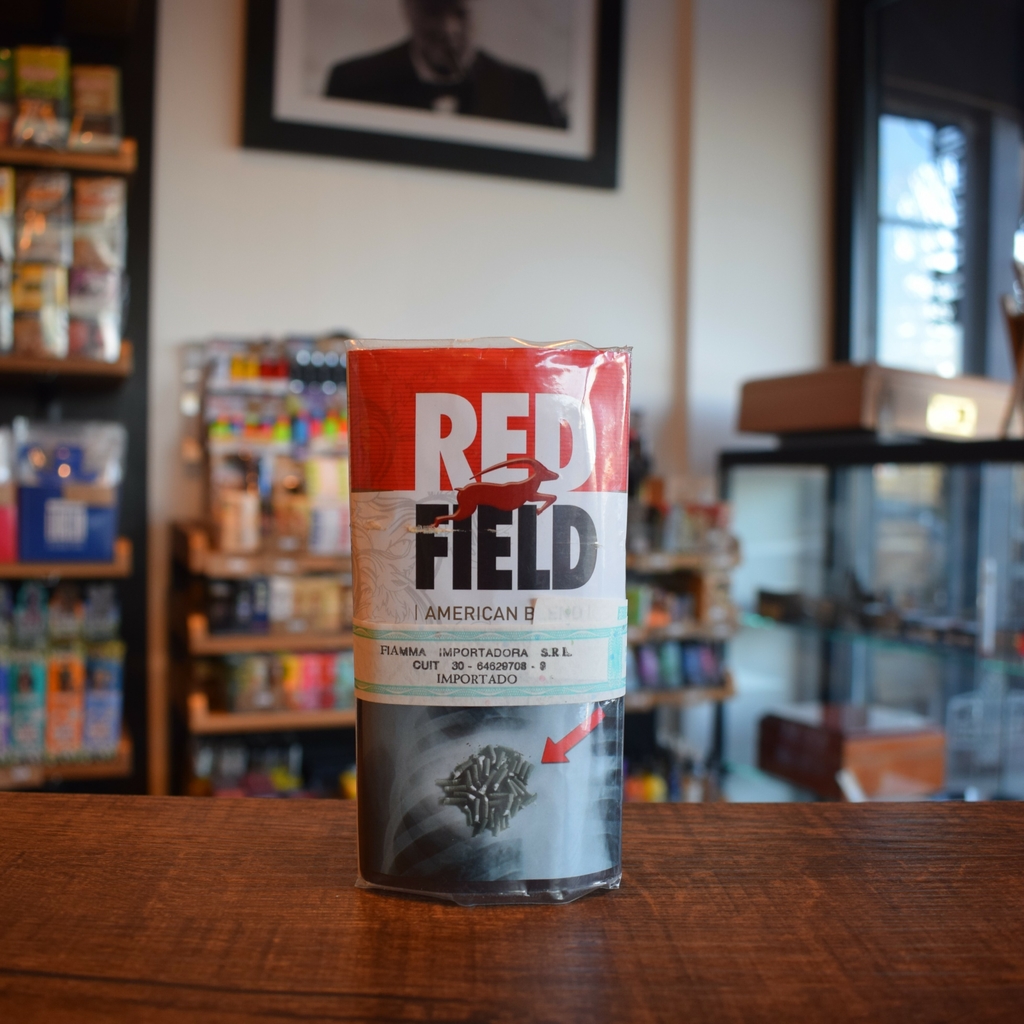 RED
FIELD
AMERICAN B
FIAMMA IMPORTADORA S.R.L.
CUIT 30 - 64629708 - 9
IMPORTADO